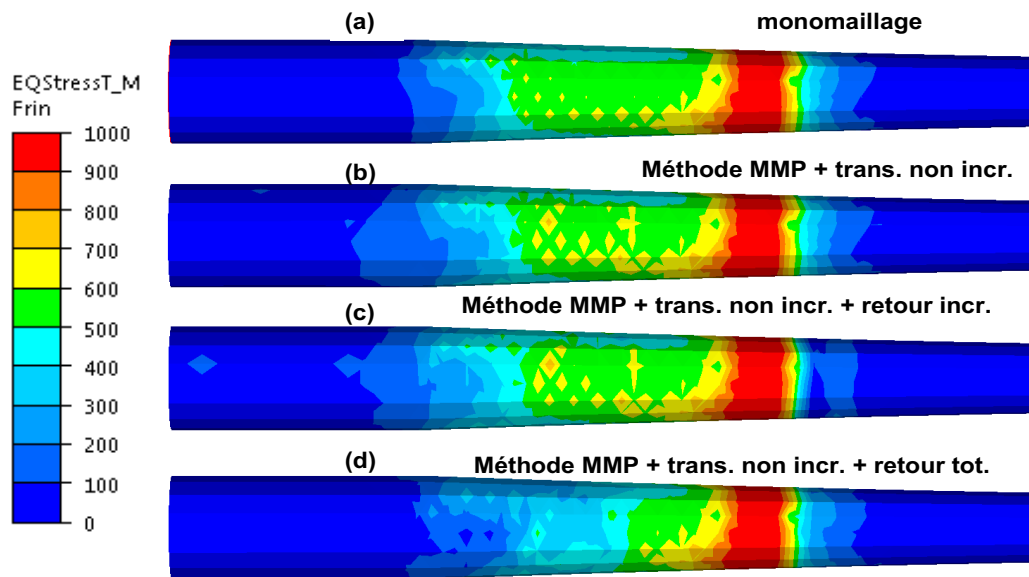 (a)
monomaillage
EQStressT_M
Frin
1000
900
800
700
600
500
400
300
200
100
0
(b)
Méthode MMP + trans. non incr.
(c)
Méthode MMP + trans. non incr. + retour incr.
(d)
Méthode MMP + trans. non incr. + retour tot.